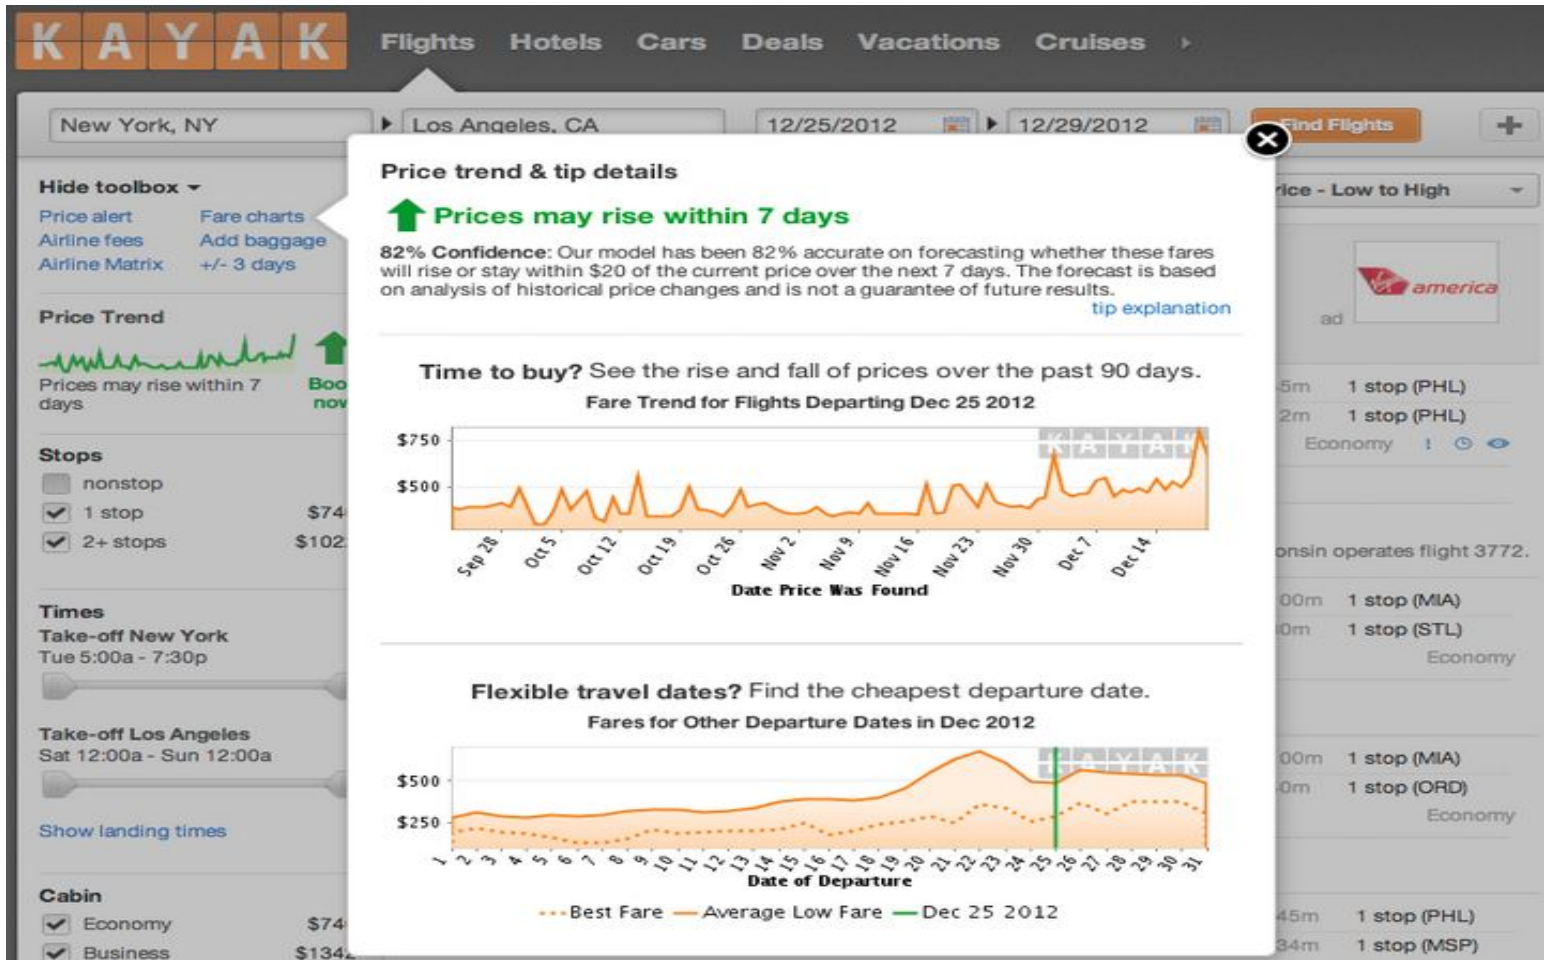 KAYAK
Flights Hotels Cars Deals Vacations Cruises
New York, NY Los Angeles, CA 12/25/2012 12/29/2012 Find Flights
Hide toolbox
Price alert Fare charts
Airline fees Add baggage
Airline Matrix +/- 3 days
Price Trend
Prices may rise within 7
days
Stops
nonstop
1 stop
2+ stops
Times
Take-off New York
Tue 5:00a - 7:30p
Take-off Los Angeles
Sat 12:00a - Sun 12:00a
Show landing times
Cabin
Economy
Business
Price trend & tip details
Prices may rise within 7 days
82% Confidence: Our model has been 82% accurate on forecasting whether these fares
will rise or stay within $20 of the current price over the next 7 days. The forecast is based
on analysis of historical price changes and is not a guarantee of future results.
tip explanation
Time to buy? See the rise and fall of prices over the past 90 days.
Fare Trend for Flights Departing Dec 25 2012
KAYAK
$750
$500
Sep 28 Oct 5 Oct 12 Oct 19 Oct 26 Nov 2 Nov 9 Nov 16 Nov 23 Nov 30 Dec 7 Dec 14
Date Price Was Found
Flexible travel dates? Find the cheapest departure date.
Fares for Other Departure Dates in Dec 2012
KAYAK
$500
$250
1 2 3 4 5 6 7 8 9 10 11 12 13 14 15 16 17 18 19 20 21 22 23 24 25 26 27 28 29 30 31
Date of Departure
Best Fare Average Low Fare Dec 25 2012
- Low to High
america
ad
1 stop (PHL)
1 stop (PHL)
Economy
operates flight 3772.
1 stop (MIA)
1 stop (STL)
Economy
1 stop (MIA)
1 stop (ORD)
Economy
1 stop (PHL)
1 stop (MSP)